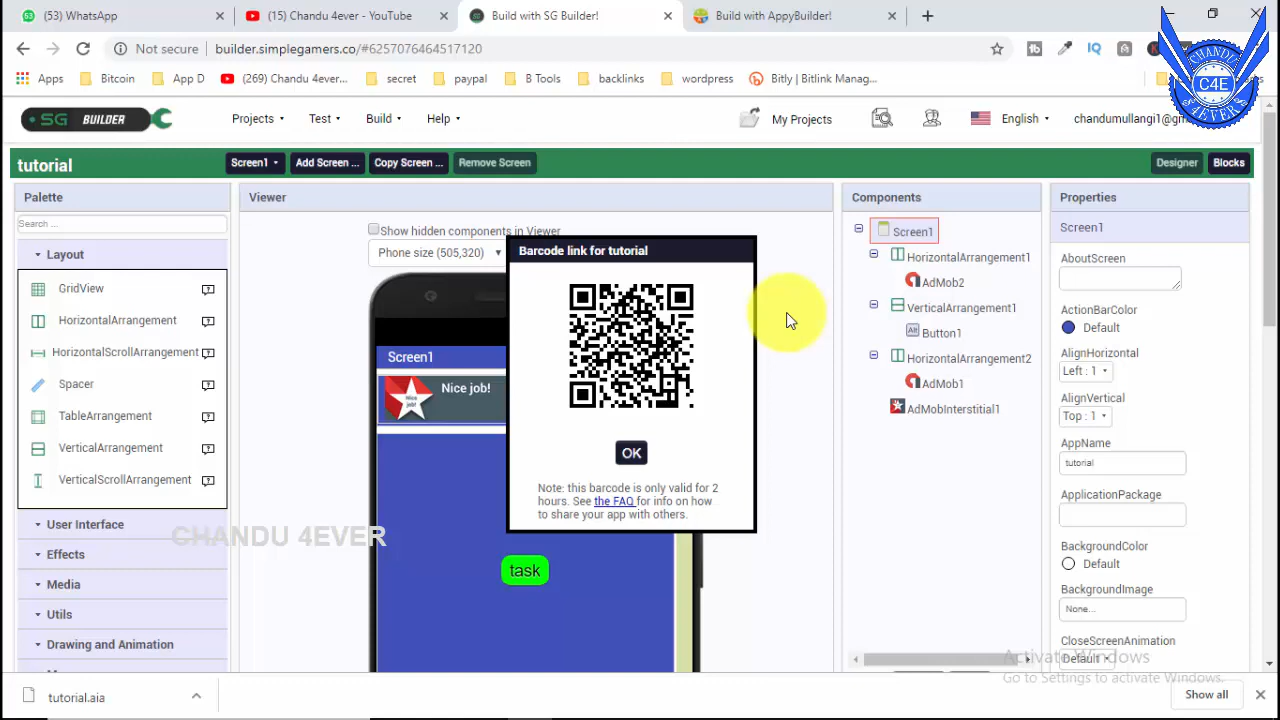 (53) WhatsApp
(15) Chandu 4ever - YouTube
Build with SG Builder!
Build with AppyBuilder!
Not secure
builder.simplegamers.co/#6257076464517120
Apps
Bitcoin
App D
(269) Chandu 4ever...
secret
paypal
B Tools
backlinks
wordpress
Bitly | Bitlink Manag...
CHANDU
C4E
4EVER
SG BUILDER
Projects
Test
Build
Help
My Projects
English
chandumullangi1@gm
tutorial
Screen1
Add Screen ...
Copy Screen ...
Remove Screen
Designer
Blocks
Palette
Search ...
Layout
GridView
HorizontalArrangement
HorizontalScrollArrangement
Spacer
TableArrangement
VerticalArrangement
VerticalScrollArrangement
User Interface
Effects
Media
Utils
Drawing and Animation
CHANDU 4EVER
Viewer
Show hidden components in Viewer
Phone size (505,320)
Screen1
Nice job!
Nice job!
task
Barcode link for tutorial
OK
Note: this barcode is only valid for 2
hours. See the FAQ for info on how
to share your app with others.
Components
Screen1
HorizontalArrangement1
AdMob2
VerticalArrangement1
Button1
HorizontalArrangement2
AdMob1
AdMobInterstitial1
Properties
Screen1
AboutScreen
ActionBarColor
Default
AlignHorizontal
Left : 1
AlignVertical
Top : 1
AppName
tutorial
ApplicationPackage
BackgroundColor
Default
BackgroundImage
None...
CloseScreenAnimation
Default
Activate Windows
Go to Settings to activate Windows.
tutorial.aia
Show all